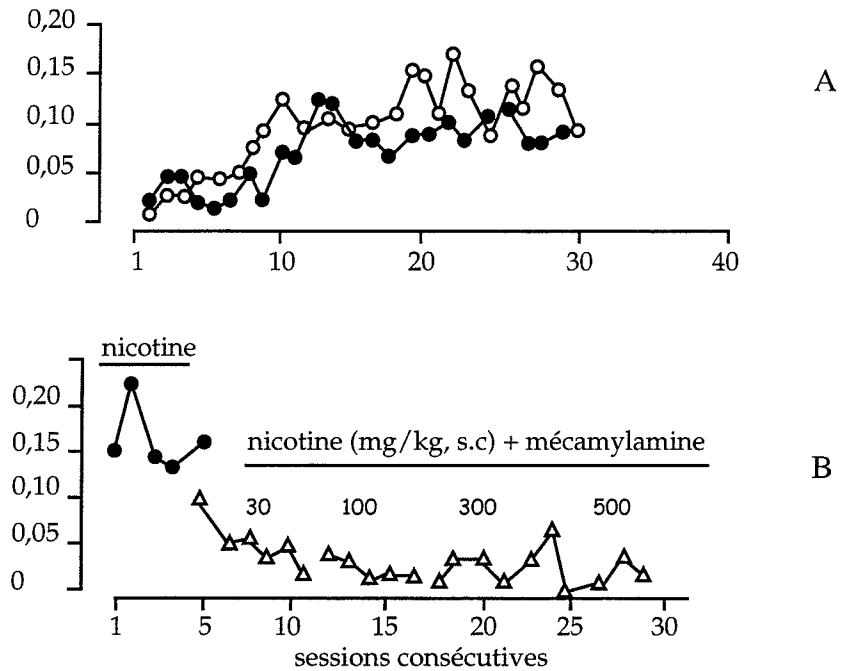 0,20
0,15
0,10
0,05
0
A
1 10 20 30 40
nicotine
0,20
0,15
0,10
0,05
0
nicotine (mg/kg, s.c) + mécamylamine
30 100 300 500
B
1 5 10 15 20 25 30
sessions consécutives